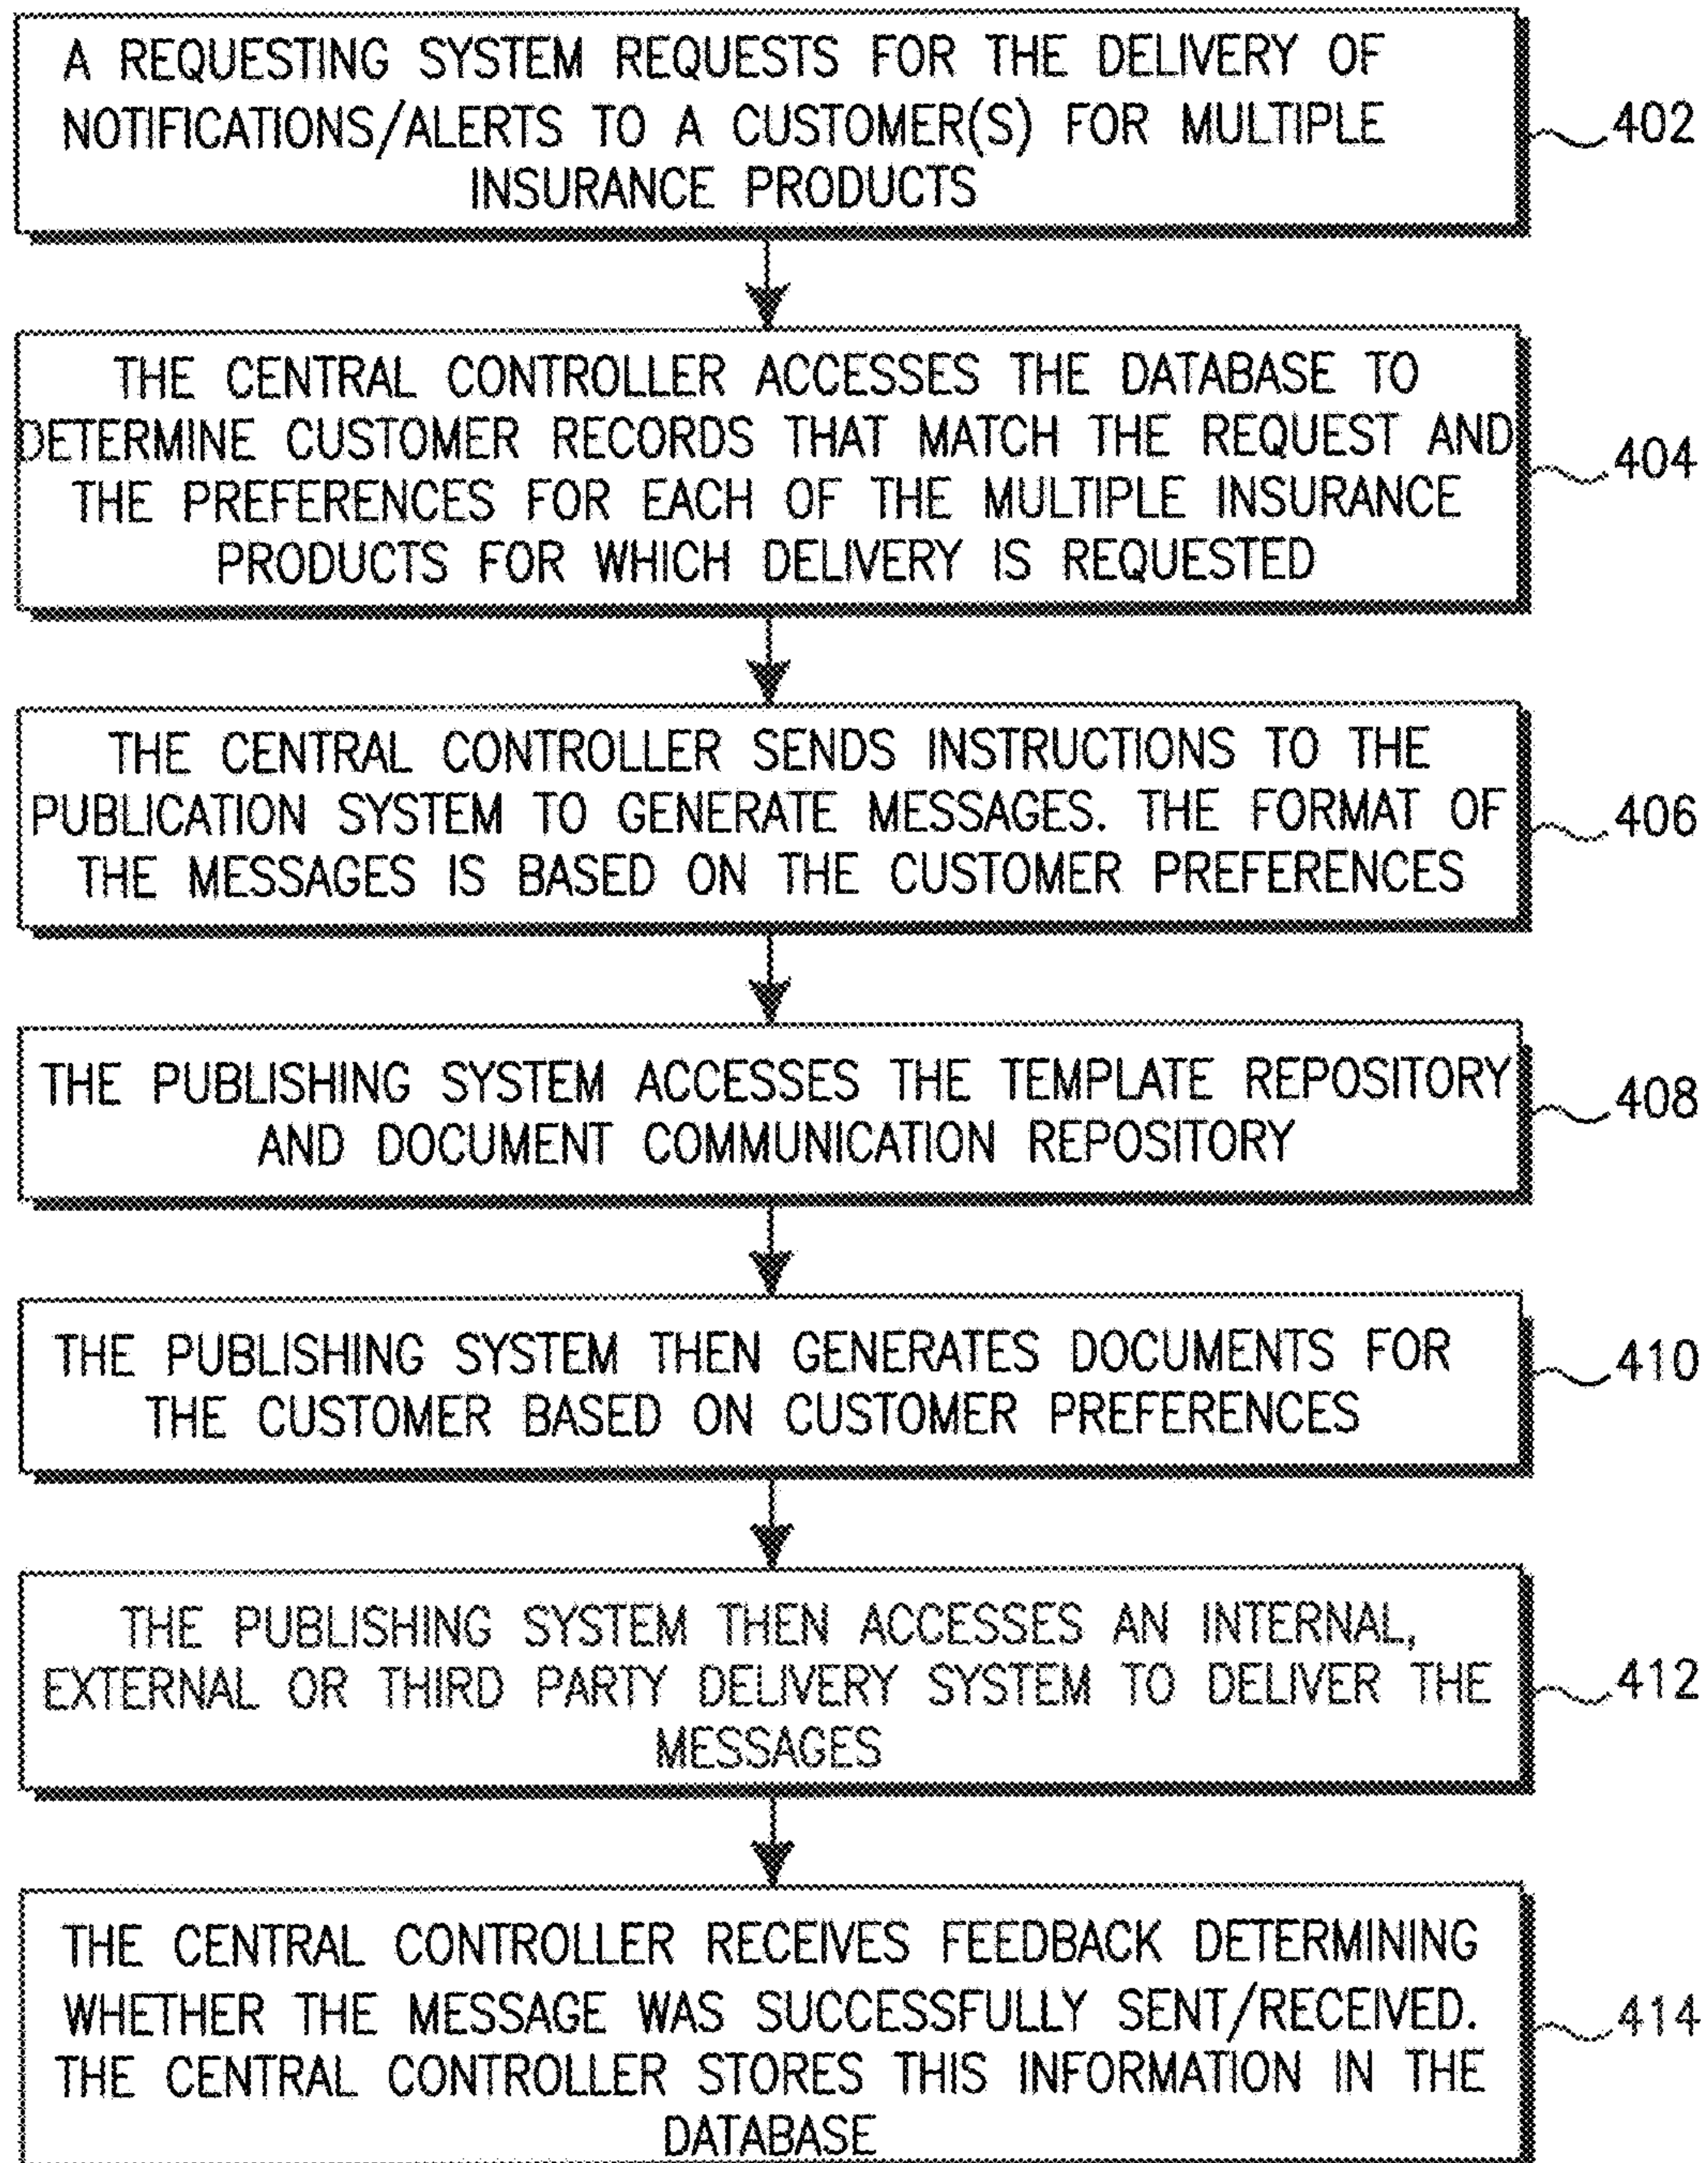 A REQUESTING SYSTEM REQUESTS FOR THE DELIVERY OF
NOTIFICATIONS/ALERTS TO A CUSTOMER(S) FOR MULTIPLE
INSURANCE PRODUCTS
402
THE CENTRAL CONTROLLER ACCESSES THE DATABASE TO
DETERMINE CUSTOMER RECORDS THAT MATCH THE REQUEST AND
THE PREFERENCES FOR EACH OF THE MULTIPLE INSURANCE
PRODUCTS FOR WHICH DELIVERY IS REQUESTED
404
THE CENTRAL CONTROLLER SENDS INSTRUCTIONS TO THE
PUBLICATION SYSTEM TO GENERATE MESSAGES. THE FORMAT OF
THE MESSAGES IS BASED ON THE CUSTOMER PREFERENCES
406
THE PUBLISHING SYSTEM ACCESSES THE TEMPLATE REPOSITORY
AND DOCUMENT COMMUNICATION REPOSITORY
408
THE PUBLISHING SYSTEM THEN GENERATES DOCUMENTS FOR
THE CUSTOMER BASED ON CUSTOMER PREFERENCES
410
THE PUBLISHING SYSTEM THEN ACCESSES AN INTERNAL,
EXTERNAL OR THIRD PARTY DELIVERY SYSTEM TO DELIVER THE
MESSAGES
412
THE CENTRAL CONTROLLER RECEIVES FEEDBACK DETERMINING
WHETHER THE MESSAGE WAS SUCCESSFULLY SENT/RECEIVED.
THE CENTRAL CONTROLLER STORES THIS INFORMATION IN THE
DATABASE
414